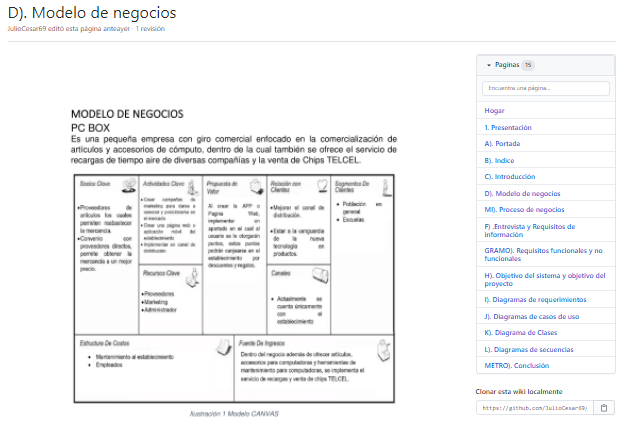 D). Modelo de negocios
JulioCesar69 editó esta página anteayer · 1 revisión
MODELO DE NEGOCIOS
PC BOX
Es una pequeña empresa con giro comercial enfocado en la comercialización de
artículos y accesorios de cómputo, dentro de la cual también se ofrece el servicio de
recargas de tiempo aire de diversas compañías y la venta de Chips TELCEL.
Socios Clave
•Proveedores de
artículos los cuales
permiten reabastecer
la mercancía.
•Convenio con
proveedores directos,
permite obtener la
mercancía a un mejor
precio.
Actividades Clave
•Crear campañas de
marketing para darse a
conocer y posicionarse en
el mercado.
•Crear una página web o
aplicación móvil del
establecimiento
•Implementar un canal de
comunicación
Recursos Clave
•Proveedores
•Marketing
•Administrador
Propuesta de
Valor
Al crear la APP o
Pagina Web,
implementar un
apartado en el cual al
usuario se le otorgarán
puntos, estos puntos
podrán canjearse en el
establecimiento por
descuentos y regalos.
Relación con
Clientes
•Mejorar el canal de
distribución.
•Estar a la vanguardia
de la nueva
tecnología en
productos.
Canales
• Actualmente se
cuenta únicamente
con el
establecimiento
Segmentos De
Clientes
• Población en
general
• Escuelas
Estructura De Costos
• Mantenimiento al establecimiento
• Empleados
Fuente De Ingresos
Dentro del negocio además de ofrecer artículos,
accesorios para computadoras y herramientas de
mantenimiento para computadoras, se implementa el
servicio de recargas y venta de chips TELCEL.
Ilustración 1 Modelo CANVAS
Paginas 15
Encuentra una página...
Hogar
1. Presentación
A). Portada
B). Indice
C). Introducción
D). Modelo de negocios
MI). Proceso de negocios
F) .Entrevista y Requisitos de
información
GRAMO). Requisitos funcionales y no
funcionales
H). Objetivo del sistema y objetivo del
proyecto
I). Diagramas de requerimientos
J). Diagramas de casos de uso
K). Diagrama de Clases
L). Diagramas de secuencias
METRO). Conclusión
Clonar esta wiki localmente
https://github.com/JulioCesar69/